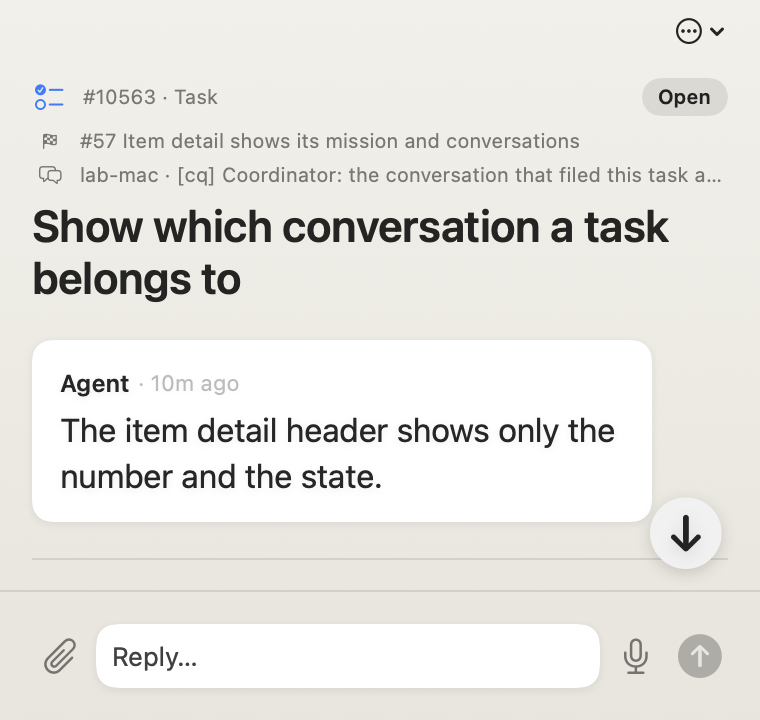 #10563 · Task
Open
#57 Item detail shows its mission and conversations
lab-mac · [cq] Coordinator: the conversation that filed this task a…
Show which conversation a task
belongs to
Agent · 10m ago
The item detail header shows only the
number and the state.
Reply…